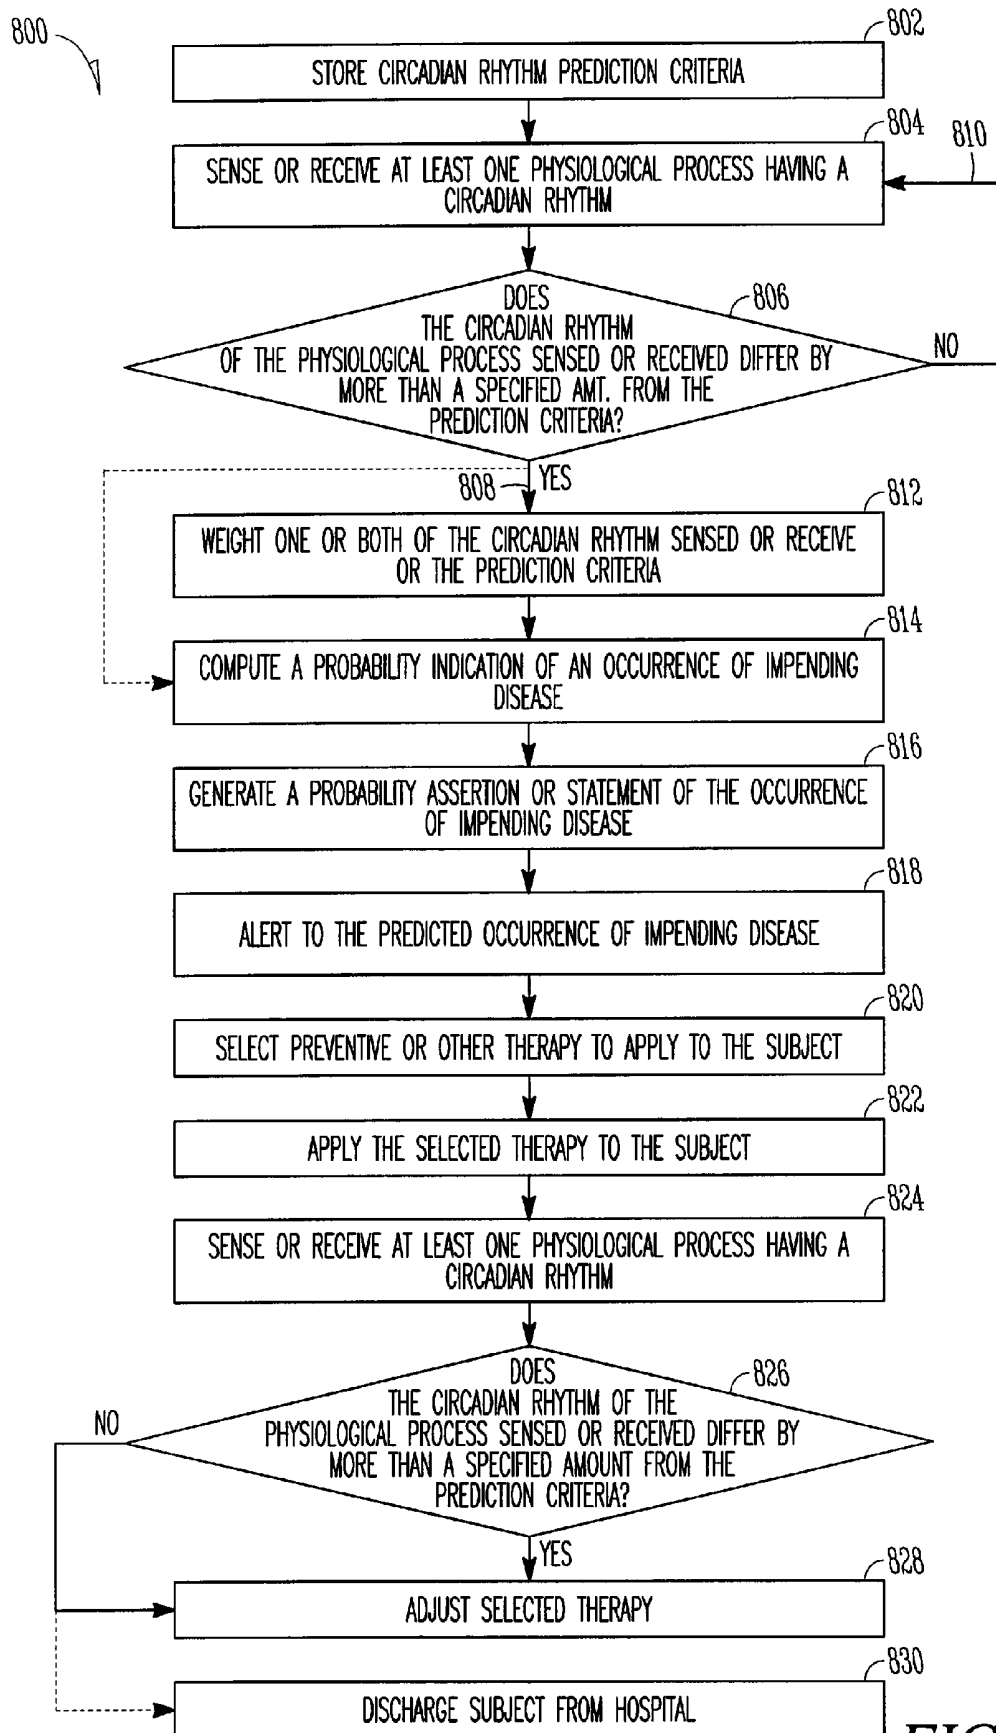 800
802
STORE CIRCADIAN RHYTHM PREDICTION CRITERIA
804
810
SENSE OR RECEIVE AT LEAST ONE PHYSIOLOGICAL PROCESS HAVING A
CIRCADIAN RHYTHM
806
DOES
THE CIRCADIAN RHYTHM
OF THE PHYSIOLOGICAL PROCESS SENSED OR RECEIVED DIFFER BY
MORE THAN A SPECIFIED AMT. FROM THE
PREDICTION CRITERIA?
NO
808
YES
812
WEIGHT ONE OR BOTH OF THE CIRCADIAN RHYTHM SENSED OR RECEIVE
OR THE PREDICTION CRITERIA
814
COMPUTE A PROBABILITY INDICATION OF AN OCCURRENCE OF IMPENDING
DISEASE
816
GENERATE A PROBABILITY ASSERTION OR STATEMENT OF THE OCCURRENCE
OF IMPENDING DISEASE
818
ALERT TO THE PREDICTED OCCURRENCE OF IMPENDING DISEASE
820
SELECT PREVENTIVE OR OTHER THERAPY TO APPLY TO THE SUBJECT
822
APPLY THE SELECTED THERAPY TO THE SUBJECT
824
SENSE OR RECEIVE AT LEAST ONE PHYSIOLOGICAL PROCESS HAVING A
CIRCADIAN RHYTHM
826
DOES
THE CIRCADIAN RHYTHM OF THE
PHYSIOLOGICAL PROCESS SENSED OR RECEIVED DIFFER BY
MORE THAN A SPECIFIED AMOUNT FROM THE
PREDICTION CRITERIA?
NO
YES
828
ADJUST SELECTED THERAPY
830
DISCHARGE SUBJECT FROM HOSPITAL